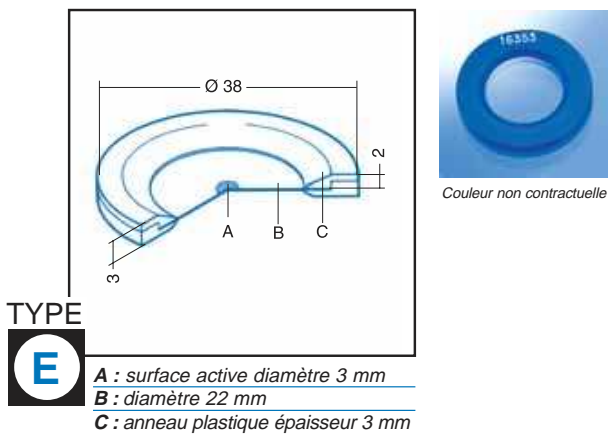 Ø 38
16353
2
Couleur non contractuelle
A
B
C
3
TYPE
E
A : surface active diamètre 3 mm
B : diamètre 22 mm
C : anneau plastique épaisseur 3 mm